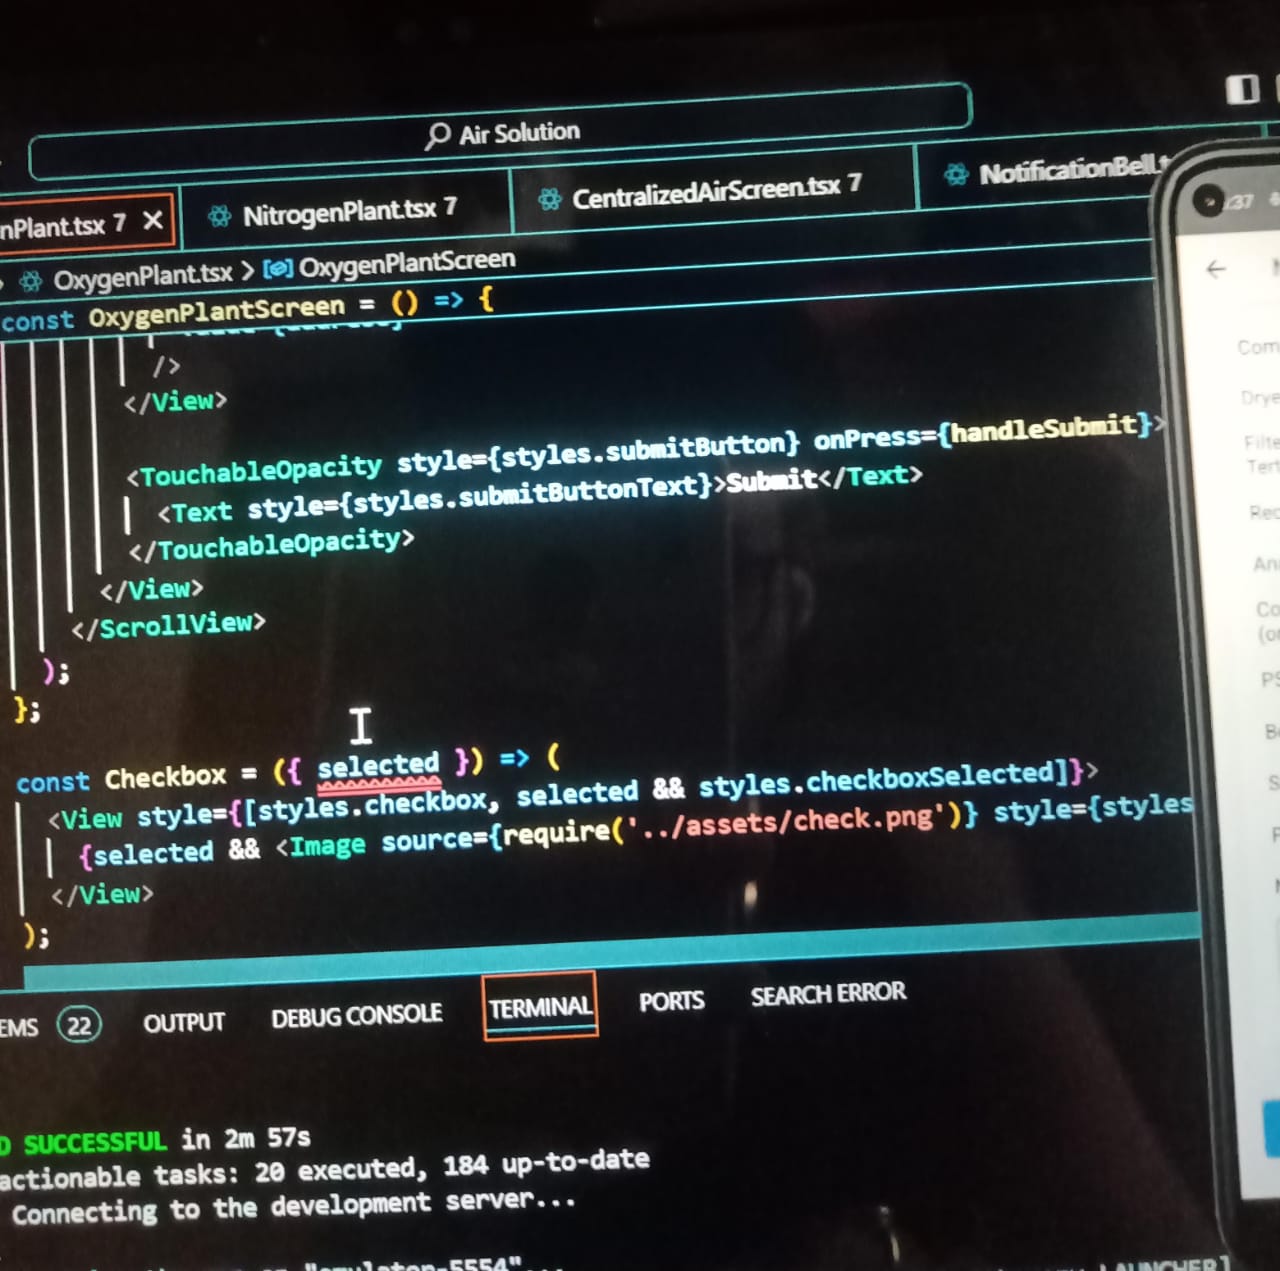 Air Solution
nPlant.tsx 7 ✕ NitrogenPlant.tsx 7 CentralizedAirScreen.tsx 7 NotificationBell.t
OxygenPlant.tsx > OxygenPlantScreen
const OxygenPlantScreen = () => {
/>
</View>
<TouchableOpacity style={styles.submitButton} onPress={handleSubmit}>
<Text style={styles.submitButtonText}>Submit</Text>
</TouchableOpacity>
</View>
</ScrollView>
);
};
const Checkbox = ({ selected }) => (
<View style={[styles.checkbox, selected && styles.checkboxSelected]}>
{selected && <Image source={require('../assets/check.png')} style={styles
</View>
);
EMS 22 OUTPUT DEBUG CONSOLE TERMINAL PORTS SEARCH ERROR
D SUCCESSFUL in 2m 57s
actionable tasks: 20 executed, 184 up-to-date
Connecting to the development server...
"emulator-5554"...
LAUNCHER]
:37
←
Com
Drye
Filte
Tert
Rec
Co
(or
PS